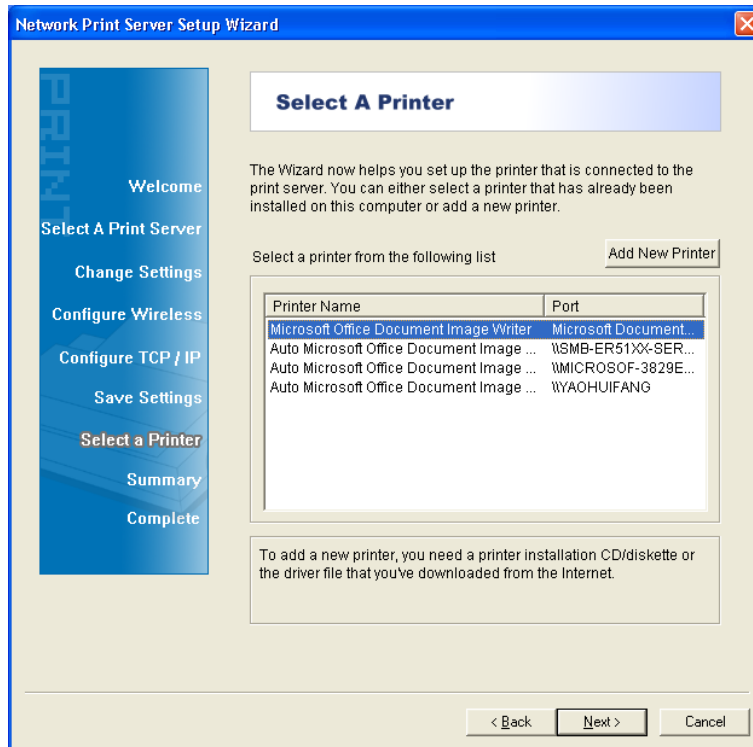 Network Print Server Setup Wizard
PRINT
Select A Printer
Welcome
Select A Print Server
Change Settings
Configure Wireless
Configure TCP / IP
Save Settings
Select a Printer
Summary
Complete
The Wizard now helps you set up the printer that is connected to the
print server. You can either select a printer that has already been
installed on this computer or add a new printer.
Select a printer from the following list
Add New Printer
Printer Name Port
Microsoft Office Document Image Writer Microsoft Document...
Auto Microsoft Office Document Image ... \\SMB-ER51XX-SER...
Auto Microsoft Office Document Image ... \\MICROSOF-3829E...
Auto Microsoft Office Document Image ... \\YAOHUIFANG
To add a new printer, you need a printer installation CD/diskette or
the driver file that you've downloaded from the Internet.
< Back Next > Cancel